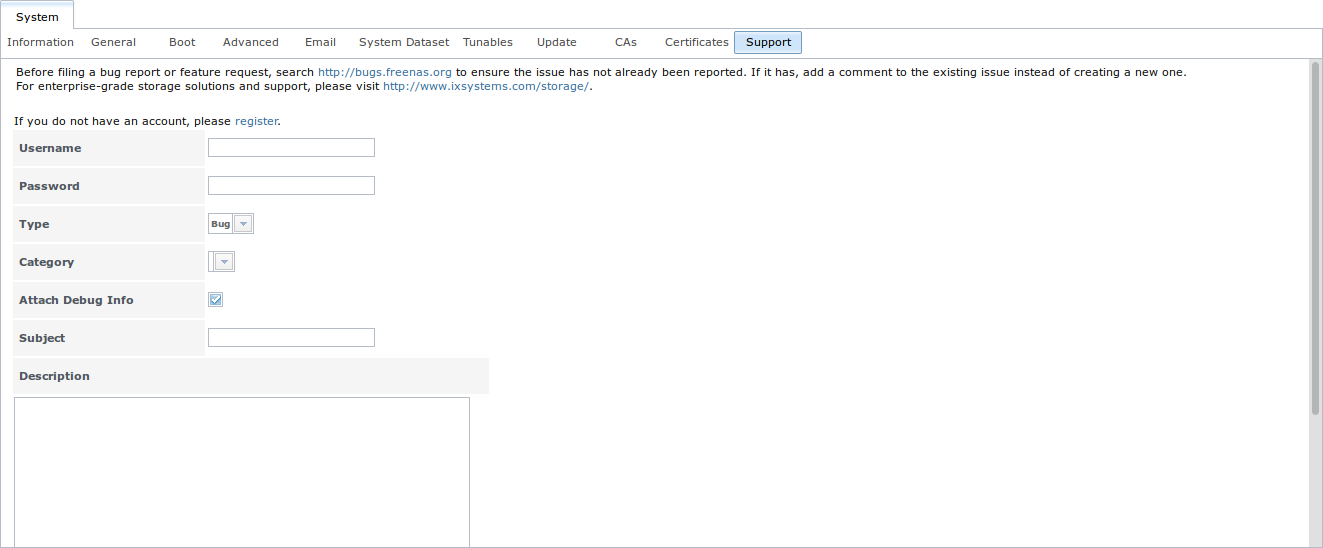 System
Information General Boot Advanced Email System Dataset Tunables Update CAs Certificates Support
Before filing a bug report or feature request, search http://bugs.freenas.org to ensure the issue has not already been reported. If it has, add a comment to the existing issue instead of creating a new one.
For enterprise-grade storage solutions and support, please visit http://www.ixsystems.com/storage/.
If you do not have an account, please register.
Username
Password
Type Bug
Category
Attach Debug Info
Subject
Description